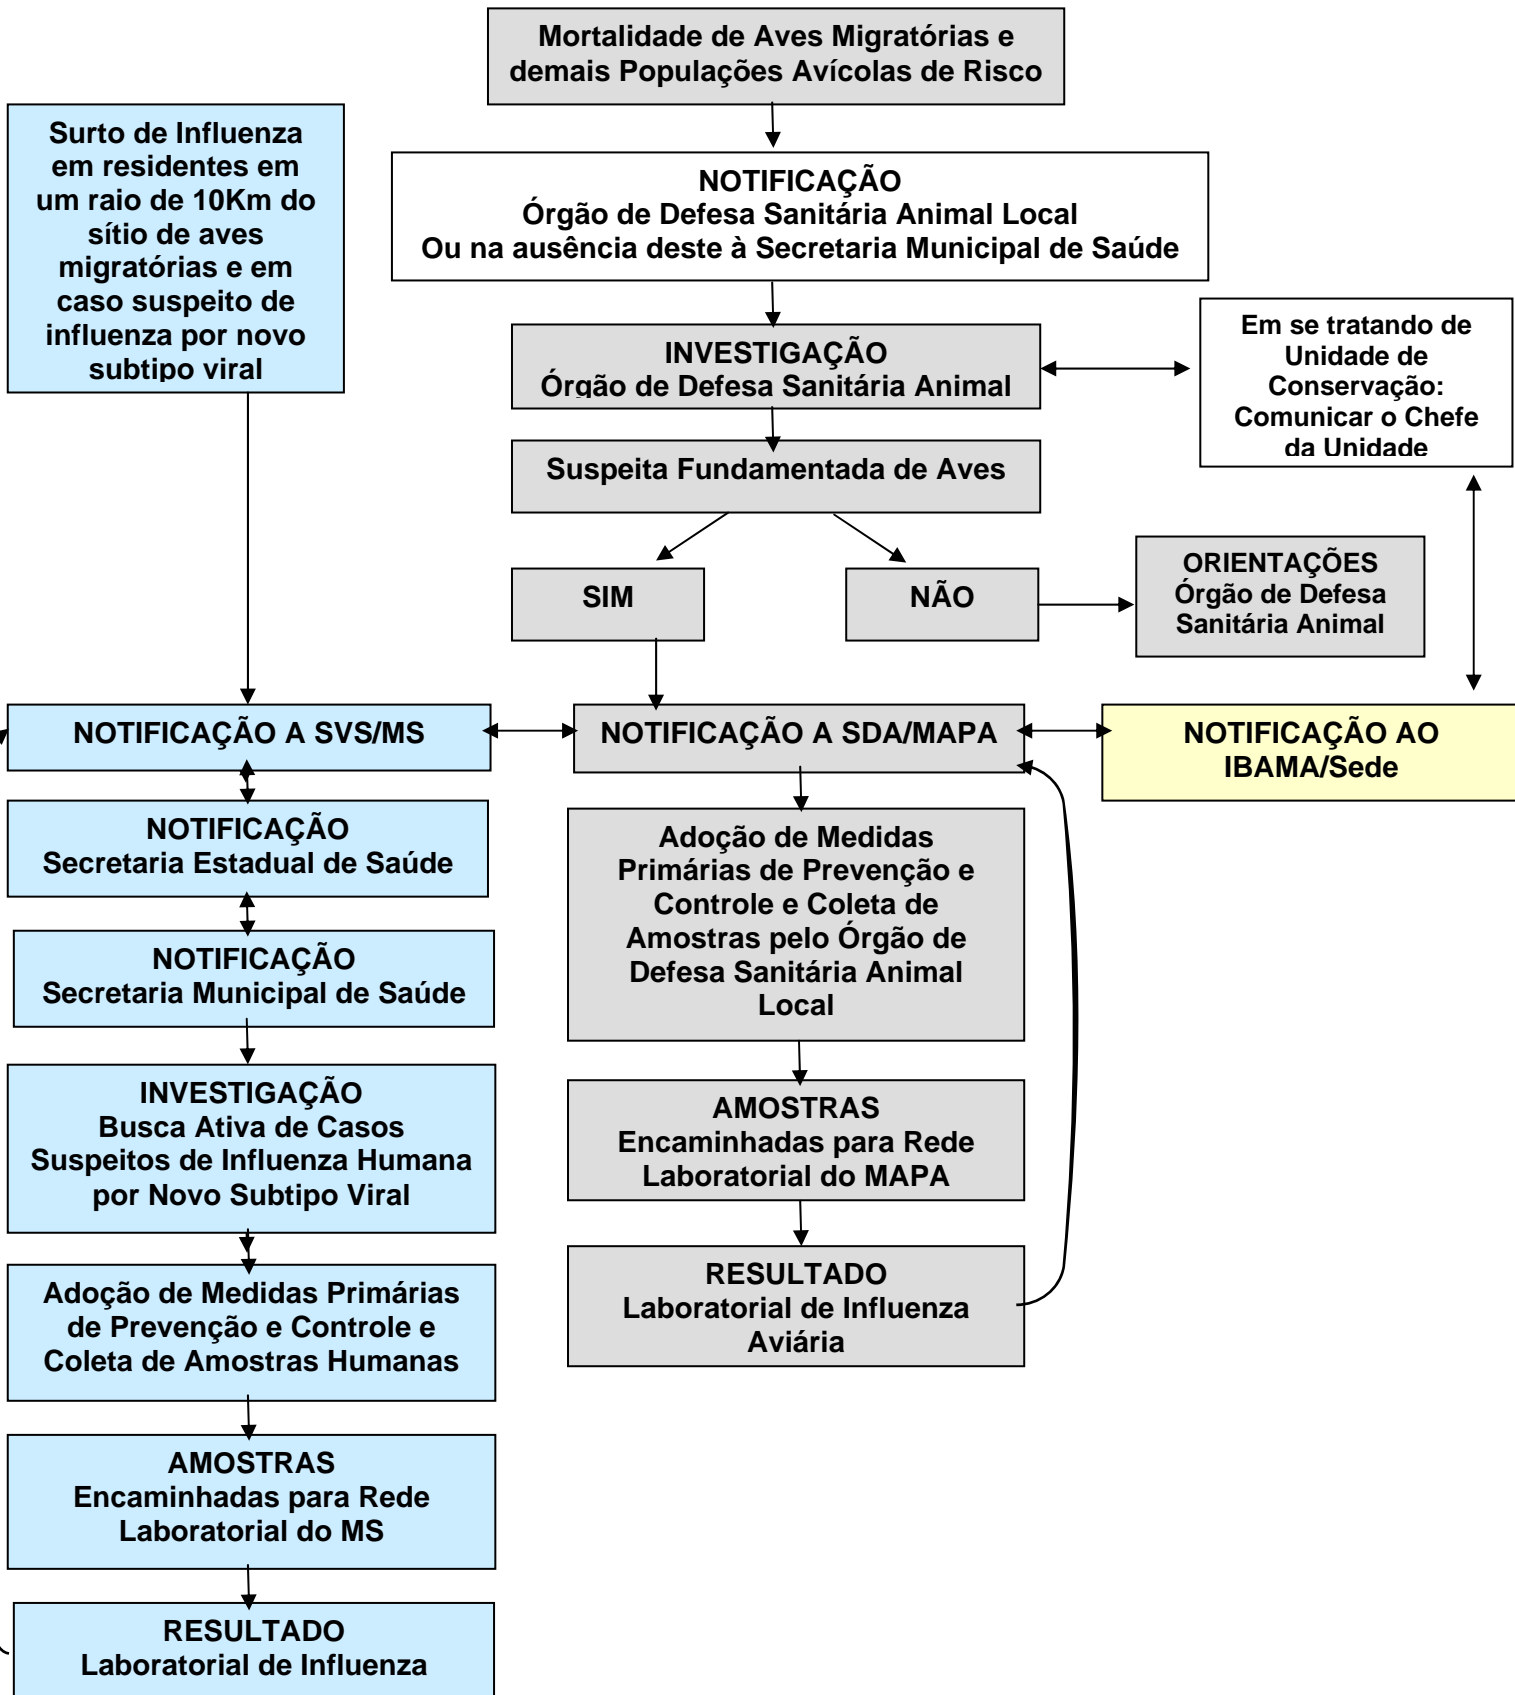 Mortalidade de Aves Migratórias e
demais Populações Avícolas de Risco
Surto de Influenza
em residentes em
um raio de 10Km do
sítio de aves
migratórias e em
caso suspeito de
influenza por novo
subtipo viral
NOTIFICAÇÃO
Órgão de Defesa Sanitária Animal Local
Ou na ausência deste à Secretaria Municipal de Saúde
INVESTIGAÇÃO
Órgão de Defesa Sanitária Animal
Em se tratando de
Unidade de
Conservação:
Comunicar o Chefe
da Unidade
Suspeita Fundamentada de Aves
SIM
NÃO
ORIENTAÇÕES
Órgão de Defesa
Sanitária Animal
NOTIFICAÇÃO A SVS/MS
NOTIFICAÇÃO A SDA/MAPA
NOTIFICAÇÃO AO
IBAMA/Sede
NOTIFICAÇÃO
Secretaria Estadual de Saúde
NOTIFICAÇÃO
Secretaria Municipal de Saúde
INVESTIGAÇÃO
Busca Ativa de Casos
Suspeitos de Influenza Humana
por Novo Subtipo Viral
Adoção de Medidas Primárias
de Prevenção e Controle e
Coleta de Amostras Humanas
AMOSTRAS
Encaminhadas para Rede
Laboratorial do MS
RESULTADO
Laboratorial de Influenza
Adoção de Medidas
Primárias de Prevenção e
Controle e Coleta de
Amostras pelo Órgão de
Defesa Sanitária Animal
Local
AMOSTRAS
Encaminhadas para Rede
Laboratorial do MAPA
RESULTADO
Laboratorial de Influenza
Aviária